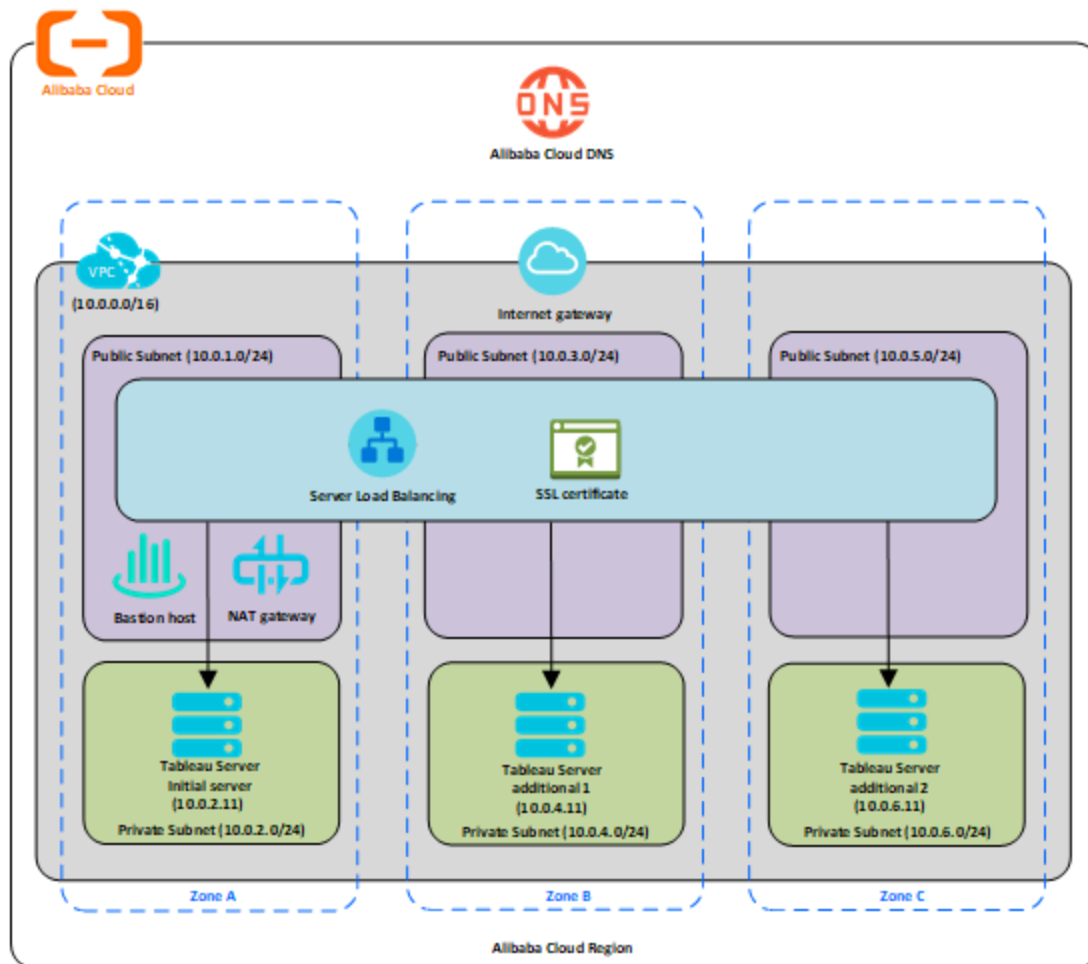 Alibaba Cloud
DNS
Alibaba Cloud DNS
VPC
(10.0.0.0/16)
Internet gateway
Public Subnet (10.0.1.0/24)
Public Subnet (10.0.3.0/24)
Public Subnet (10.0.5.0/24)
Server Load Balancing
SSL certificate
Bastion host
NAT gateway
Tableau Server
Initial server
(10.0.2.11)
Private Subnet (10.0.2.0/24)
Tableau Server
additional 1
(10.0.4.11)
Private Subnet (10.0.4.0/24)
Tableau Server
additional 2
(10.0.6.11)
Private Subnet (10.0.6.0/24)
Zone A
Zone B
Zone C
Alibaba Cloud Region